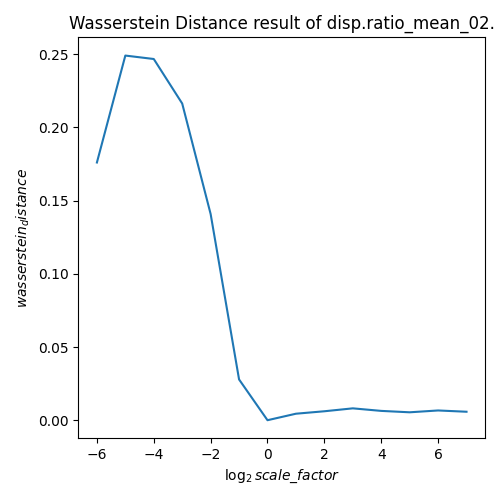 Wasserstein Distance result of disp.ratio_mean_02.
0.25
0.20
0.15
0.10
0.05
0.00
wasserstein_distance
−6 −4 −2 0 2 4 6
log₂ scale_factor